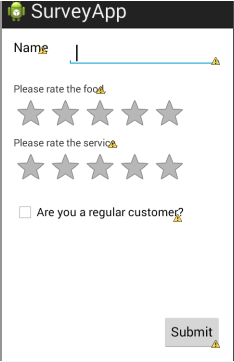 SurveyApp
Name
Please rate the food
Please rate the service
Are you a regular customer?
Submit